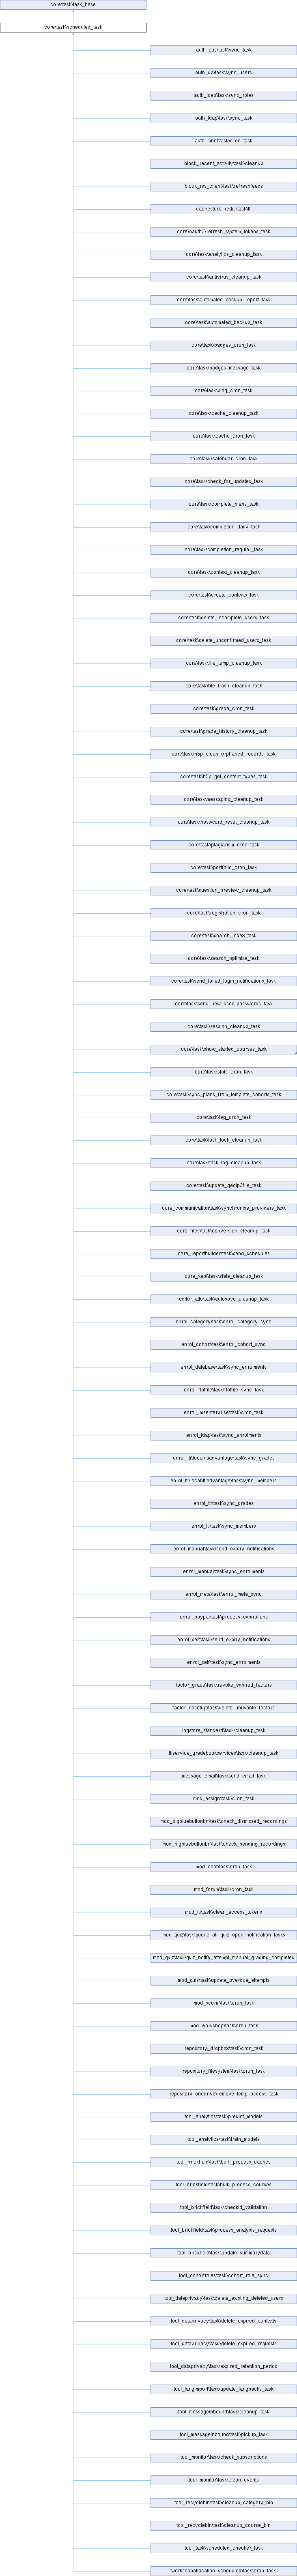 core\task\task_base
core\task\scheduled_task
auth_cas\task\sync_task
auth_db\task\sync_users
auth_ldap\task\sync_roles
auth_ldap\task\sync_task
auth_mnet\task\cron_task
block_recent_activity\task\cleanup
block_rss_client\task\refreshfeeds
cachestore_redis\task\ttl
core\oauth2\refresh_system_tokens_task
core\task\analytics_cleanup_task
core\task\antivirus_cleanup_task
core\task\automated_backup_report_task
core\task\automated_backup_task
core\task\badges_cron_task
core\task\badges_message_task
core\task\blog_cron_task
core\task\cache_cleanup_task
core\task\cache_cron_task
core\task\calendar_cron_task
core\task\check_for_updates_task
core\task\complete_plans_task
core\task\completion_daily_task
core\task\completion_regular_task
core\task\context_cleanup_task
core\task\create_contexts_task
core\task\delete_incomplete_users_task
core\task\delete_unconfirmed_users_task
core\task\file_temp_cleanup_task
core\task\file_trash_cleanup_task
core\task\grade_cron_task
core\task\grade_history_cleanup_task
core\task\h5p_clean_orphaned_records_task
core\task\h5p_get_content_types_task
core\task\messaging_cleanup_task
core\task\password_reset_cleanup_task
core\task\plagiarism_cron_task
core\task\portfolio_cron_task
core\task\question_preview_cleanup_task
core\task\registration_cron_task
core\task\search_index_task
core\task\search_optimize_task
core\task\send_failed_login_notifications_task
core\task\send_new_user_passwords_task
core\task\session_cleanup_task
core\task\show_started_courses_task
core\task\stats_cron_task
core\task\sync_plans_from_template_cohorts_task
core\task\tag_cron_task
core\task\task_lock_cleanup_task
core\task\task_log_cleanup_task
core\task\update_geoip2file_task
core_communication\task\synchronise_providers_task
core_files\task\conversion_cleanup_task
core_reportbuilder\task\send_schedules
core_xapi\task\state_cleanup_task
editor_atto\task\autosave_cleanup_task
enrol_category\task\enrol_category_sync
enrol_cohort\task\enrol_cohort_sync
enrol_database\task\sync_enrolments
enrol_flatfile\task\flatfile_sync_task
enrol_imsenterprise\task\cron_task
enrol_ldap\task\sync_enrolments
enrol_lti\local\ltiadvantage\task\sync_grades
enrol_lti\local\ltiadvantage\task\sync_members
enrol_lti\task\sync_grades
enrol_lti\task\sync_members
enrol_manual\task\send_expiry_notifications
enrol_manual\task\sync_enrolments
enrol_meta\task\enrol_meta_sync
enrol_paypal\task\process_expirations
enrol_self\task\send_expiry_notifications
enrol_self\task\sync_enrolments
factor_grace\task\revoke_expired_factors
factor_nosetup\task\delete_unusable_factors
logstore_standard\task\cleanup_task
ltiservice_gradebookservices\task\cleanup_task
message_email\task\send_email_task
mod_assign\task\cron_task
mod_bigbluebuttonbn\task\check_dismissed_recordings
mod_bigbluebuttonbn\task\check_pending_recordings
mod_chat\task\cron_task
mod_forum\task\cron_task
mod_lti\task\clean_access_tokens
mod_quiz\task\queue_all_quiz_open_notification_tasks
mod_quiz\task\quiz_notify_attempt_manual_grading_completed
mod_quiz\task\update_overdue_attempts
mod_scorm\task\cron_task
mod_workshop\task\cron_task
repository_dropbox\task\cron_task
repository_filesystem\task\cron_task
repository_onedrive\remove_temp_access_task
tool_analytics\task\predict_models
tool_analytics\task\train_models
tool_brickfield\task\bulk_process_caches
tool_brickfield\task\bulk_process_courses
tool_brickfield\task\checkid_validation
tool_brickfield\task\process_analysis_requests
tool_brickfield\task\update_summarydata
tool_cohortroles\task\cohort_role_sync
tool_dataprivacy\task\delete_existing_deleted_users
tool_dataprivacy\task\delete_expired_contexts
tool_dataprivacy\task\delete_expired_requests
tool_dataprivacy\task\expired_retention_period
tool_langimport\task\update_langpacks_task
tool_messageinbound\task\cleanup_task
tool_messageinbound\task\pickup_task
tool_monitor\task\check_subscriptions
tool_monitor\task\clean_events
tool_recyclebin\task\cleanup_category_bin
tool_recyclebin\task\cleanup_course_bin
tool_task\scheduled_checker_task
workshopallocation_scheduled\task\cron_task